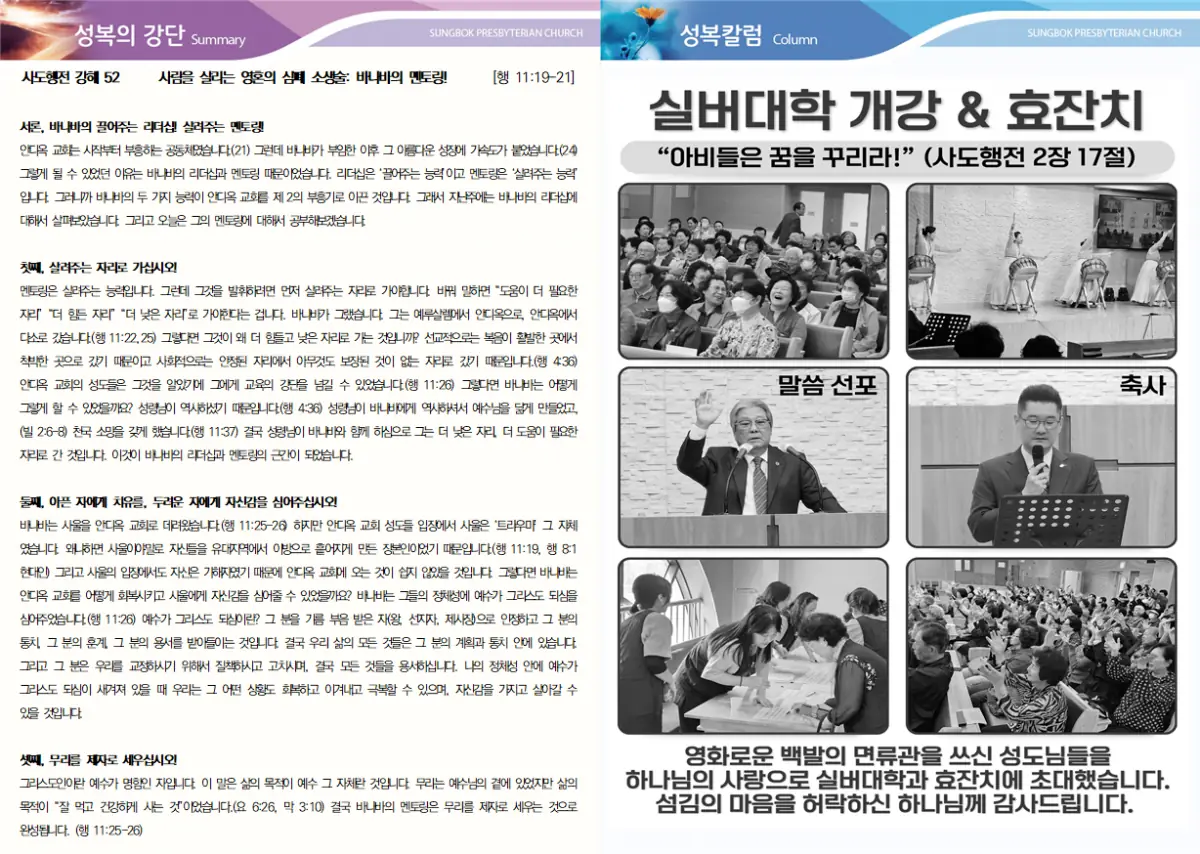 성복의 강단 Summary
SUNGBOK PRESBYTERIAN CHURCH
사도행전 강해 52 사람을 살리는 영혼의 심폐 소생술: 바나바의 멘토링! [행 11:19-21]
서론, 바나바의 끌어주는 리더십! 살려주는 멘토링!
안디옥 교회는 시작부터 부흥하는 공동체였습니다.(21) 그런데 바나바가 부임한 이후 그 아름다운 성장에 가속도가 붙었습니다.(24)
그렇게 될 수 있었던 이유는 바나바의 리더십과 멘토링 때문이었습니다. 리더십은 '끌어주는 능력'이고 멘토링은 '살려주는 능력'
입니다. 그러니까 바나바의 두 가지 능력이 안디옥 교회를 제 2의 부흥기로 이끈 것입니다. 그래서 지난주에는 바나바의 리더십에
대해서 살펴보았습니다. 그리고 오늘은 그의 멘토링에 대해서 공부해보겠습니다.
첫째, 살려주는 자리로 가십시오!
멘토링은 살려주는 능력입니다. 그런데 그것을 발휘하려면 먼저 살려주는 자리로 가야합니다. 바꿔 말하면 "도움이 더 필요한
자리" "더 힘든 자리" "더 낮은 자리"로 가야한다는 겁니다. 바나바가 그랬습니다. 그는 예루살렘에서 안디옥으로, 안디옥에서
다소로 갔습니다.(행 11:22, 25) 그렇다면 그것이 왜 더 힘들고 낮은 자리로 가는 것입니까? 선교적으로는 복음이 활발한 곳에서
척박한 곳으로 갔기 때문이고 사회적으로는 안정된 자리에서 아무것도 보장된 것이 없는 자리로 갔기 때문입니다.(행 4:36)
안디옥 교회의 성도들은 그것을 알았기에 그에게 교육의 강단을 넘길 수 있었습니다.(행 11:26) 그렇다면 바나바는 어떻게
그렇게 할 수 있었을까요? 성령님이 역사하셨기 때문입니다.(행 4:36) 성령님이 바나바에게 역사하셔서 예수님을 닮게 만들었고,
(빌 2:6-8) 천국 소망을 갖게 했습니다.(행 11:37) 결국 성령님이 바나바와 함께 하심으로 그는 더 낮은 자리, 더 도움이 필요한
자리로 간 것입니다. 이것이 바나바의 리더십과 멘토링의 근간이 되었습니다.
둘째, 아픈 자에게 치유를, 두려운 자에게 자신감을 심어주십시오!
바나바는 사울을 안디옥 교회로 데려왔습니다.(행 11:25-26) 하지만 안디옥 교회 성도들 입장에서 사울은 '트라우마' 그 자체
였습니다. 왜냐하면 사울이야말로 자신들을 유대지역에서 이방으로 흩어지게 만든 장본인이었기 때문입니다.(행 11:19, 행 8:1
현대인) 그리고 사울의 입장에서도 자신은 가해자였기 때문에 안디옥 교회에 오는 것이 쉽지 않았을 것입니다. 그렇다면 바나바는
안디옥 교회를 어떻게 회복시키고 사울에게 자신감을 심어줄 수 있었을까요? 바나바는 그들의 정체성에 예수가 그리스도 되심을
심어주었습니다.(행 11:26) 예수가 그리스도 되심이란? 그 분을 기름 부음 받은 자(왕, 선지자, 제사장)으로 인정하고 그 분의
통치, 그 분의 훈계, 그 분의 용서를 받아들이는 것입니다. 결국 우리 삶의 모든 것들은 그 분의 계획과 통치 안에 있습니다.
그리고 그 분은 우리를 교정하시기 위해서 질책하시고 고치시며, 결국 모든 것들을 용서하십니다. 나의 정체성 안에 예수가
그리스도 되심이 새겨져 있을 때 우리는 그 어떤 상황도 회복하고 이겨내고 극복할 수 있으며, 자신감을 가지고 살아갈 수
있을 것입니다.
셋째, 무리를 제자로 세우십시오!
그리스도인이란 예수가 명함인 자입니다. 이 말은 삶의 목적이 예수 그 자체란 것입니다. 무리는 예수님의 곁에 있었지만 삶의
목적이 "잘 먹고 건강하게 사는 것"이었습니다.(요 6:26, 막 3:10) 결국 바나바의 멘토링은 무리를 제자로 세우는 것으로
완성됩니다. (행 11:25-26)
성복칼럼 Column
SUNGBOK PRESBYTERIAN CHURCH
실버대학 개강 & 효잔치
"아비들은 꿈을 꾸리라!" (사도행전 2장 17절)
말씀 선포
축사
영화로운 백발의 면류관을 쓰신 성도님들을
하나님의 사랑으로 실버대학과 효잔치에 초대했습니다.
섬김의 마음을 허락하신 하나님께 감사드립니다.